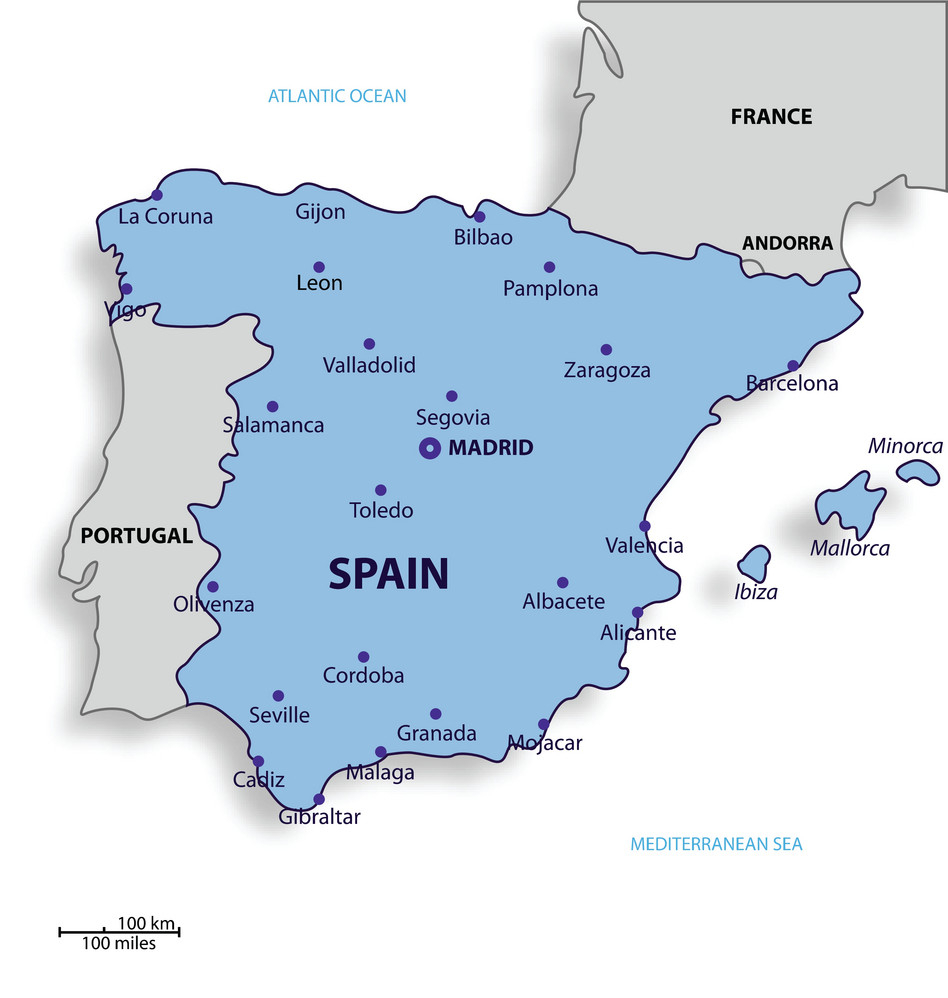 ATLANTIC OCEAN
FRANCE
La Coruna
Gijon
Bilbao
ANDORRA
Leon
Pamplona
Vigo
Valladolid
Zaragoza
Barcelona
Segovia
Salamanca
MADRID
Minorca
Toledo
PORTUGAL
Valencia
Mallorca
SPAIN
Ibiza
Albacete
Olivenza
Alicante
Cordoba
Seville
Granada
Mojacar
Malaga
Cadiz
Gibraltar
MEDITERRANEAN SEA
100 km
100 miles